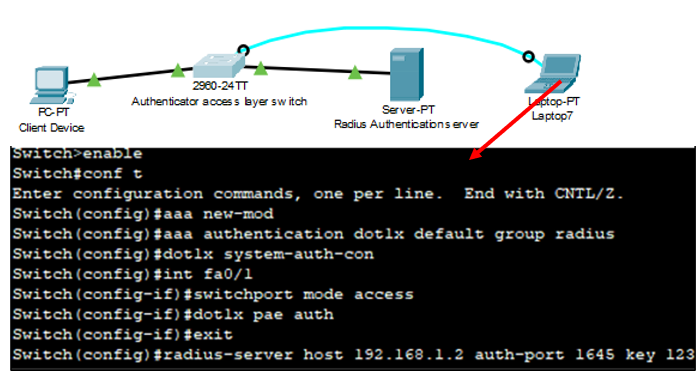 2960-24TT
Authenticator access layer switch
PC-PT
Client Device
Server-PT
Radius Authentication server
Laptop-PT
Laptop7
Switch>enable
Switch#conf t
Enter configuration commands, one per line.  End with CNTL/Z.
Switch(config)#aaa new-mod
Switch(config)#aaa authentication dot1x default group radius
Switch(config)#dot1x system-auth-con
Switch(config)#int fa0/1
Switch(config-if)#switchport mode access
Switch(config-if)#dot1x pae auth
Switch(config-if)#exit
Switch(config)#radius-server host 192.168.1.2 auth-port 1645 key 123